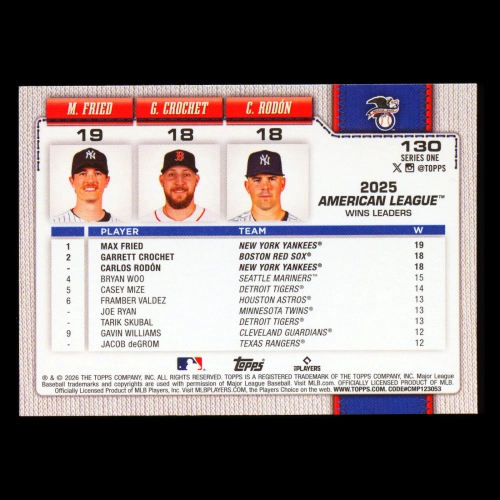 M. FRIED G. CROCHET C. RODÓN
19 18 18
130
SERIES ONE
X @TOPPS
2025
AMERICAN LEAGUE™
WINS LEADERS
PLAYER TEAM W
1 MAX FRIED NEW YORK YANKEES® 19
2 GARRETT CROCHET BOSTON RED SOX® 18
- CARLOS RODÓN NEW YORK YANKEES® 18
4 BRYAN WOO SEATTLE MARINERS™ 15
5 CASEY MIZE DETROIT TIGERS® 14
6 FRAMBER VALDEZ HOUSTON ASTROS® 13
- JOE RYAN MINNESOTA TWINS® 13
- TARIK SKUBAL DETROIT TIGERS® 13
9 GAVIN WILLIAMS CLEVELAND GUARDIANS® 12
- JACOB deGROM TEXAS RANGERS® 12
Topps PLAYERS
® & © 2026 THE TOPPS COMPANY, INC. ALL RIGHTS RESERVED. TOPPS IS A REGISTERED TRADEMARK OF THE TOPPS COMPANY, INC. Major League
Baseball trademarks and copyrights are used with permission of Major League Baseball. Visit MLB.com. OFFICIALLY LICENSED PRODUCT OF MLB.
Officially Licensed Product of MLB Players, Inc. Visit MLBPLAYERS.com, the Players Choice on the web. WWW.TOPPS.COM. CODE#CMP123053